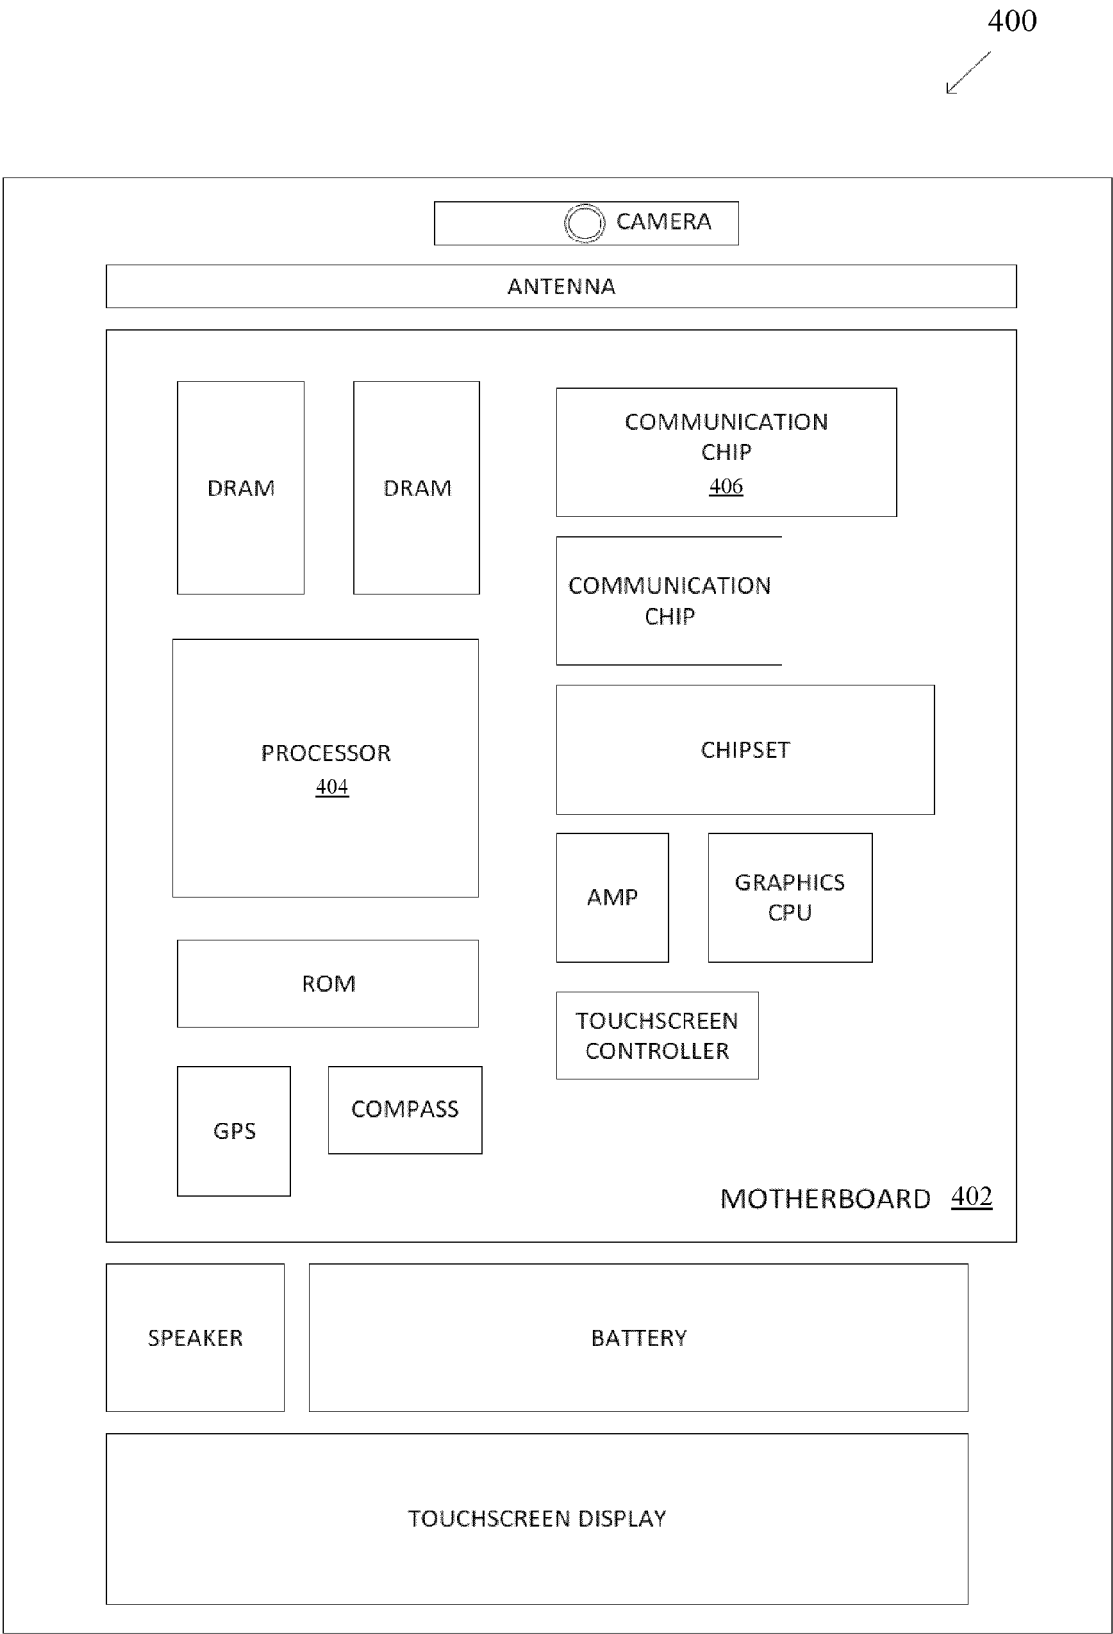 400
CAMERA
ANTENNA
DRAM
DRAM
COMMUNICATION
CHIP
406
COMMUNICATION
CHIP
PROCESSOR
404
CHIPSET
AMP
GRAPHICS
CPU
ROM
TOUCHSCREEN
CONTROLLER
GPS
COMPASS
MOTHERBOARD 402
SPEAKER
BATTERY
TOUCHSCREEN DISPLAY